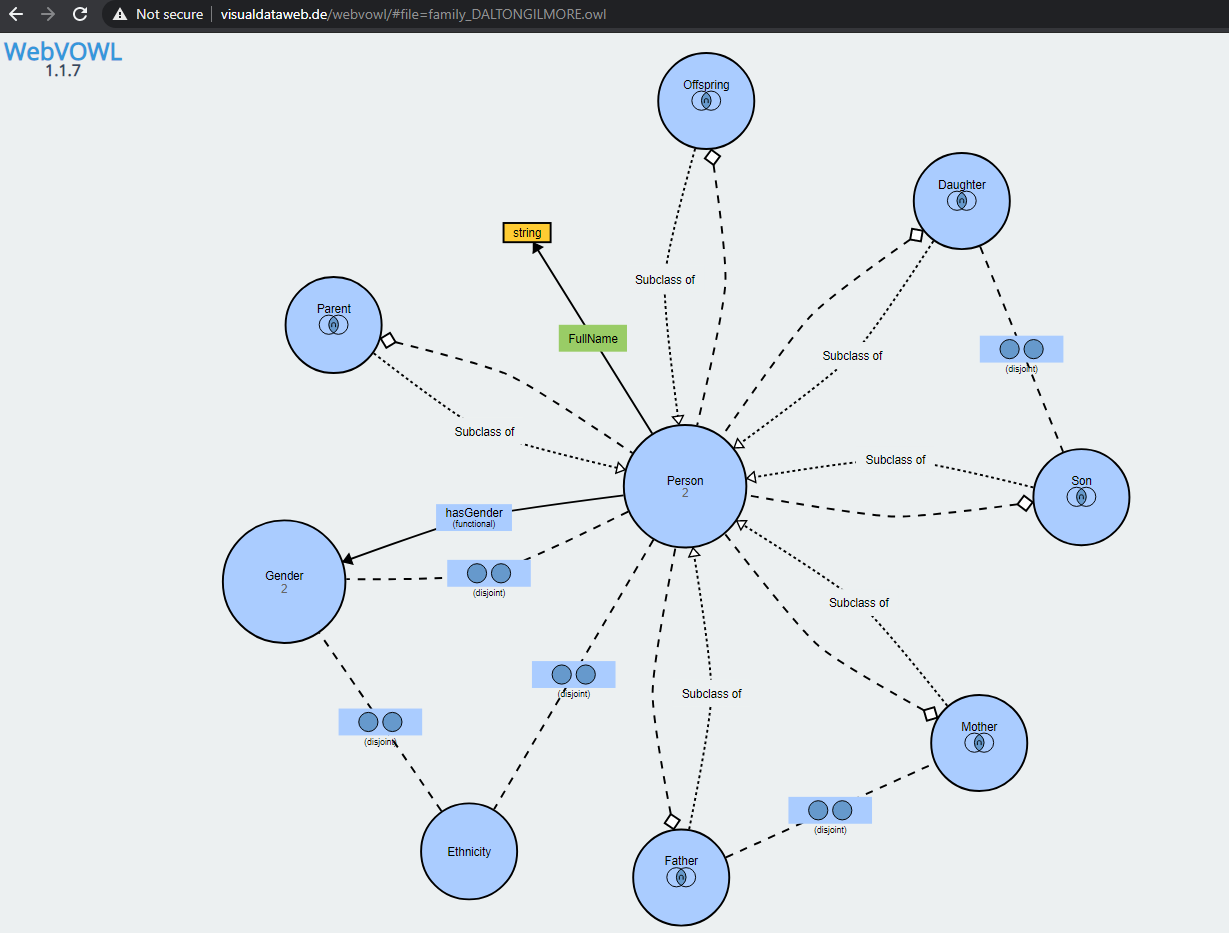 Not secure
visualdataweb.de/webvowl/#file=family_DALTONGILMORE.owl
WebVOWL
1.1.7
Offspring
Daughter
string
Subclass of
Parent
FullName
(disjoint)
Subclass of
Subclass of
Subclass of
Person
2
Son
hasGender
(functional)
Gender
2
(disjoint)
Subclass of
(disjoint)
Subclass of
Mother
(disjoint)
(disjoint)
Ethnicity
Father